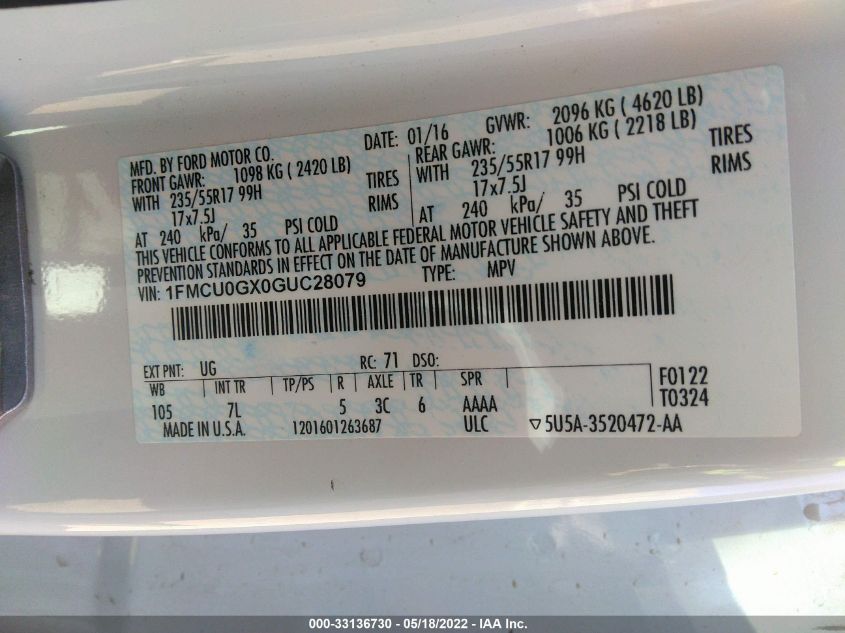 MFD. BY FORD MOTOR CO. DATE: 01/16 GVWR: 2096 KG ( 4620 LB)
FRONT GAWR: 1098 KG ( 2420 LB) REAR GAWR: 1006 KG ( 2218 LB)
WITH 235/55R17 99H TIRES WITH 235/55R17 99H TIRES
17x7.5J RIMS 17x7.5J RIMS
AT 240 kPa/ 35 PSI COLD AT 240 kPa/ 35 PSI COLD
THIS VEHICLE CONFORMS TO ALL APPLICABLE FEDERAL MOTOR VEHICLE SAFETY AND THEFT
PREVENTION STANDARDS IN EFFECT ON THE DATE OF MANUFACTURE SHOWN ABOVE.
VIN: 1FMCU0GX0GUC28079 TYPE: MPV
EXT PNT: UG RC: 71 DSO:
WB INT TR TP/PS R AXLE TR SPR F0122
105 7L 5 3C 6 AAAA T0324
MADE IN U.S.A. 1201601263687 ULC ▽5U5A-3520472-AA
000-33136730 - 05/18/2022 - IAA Inc.